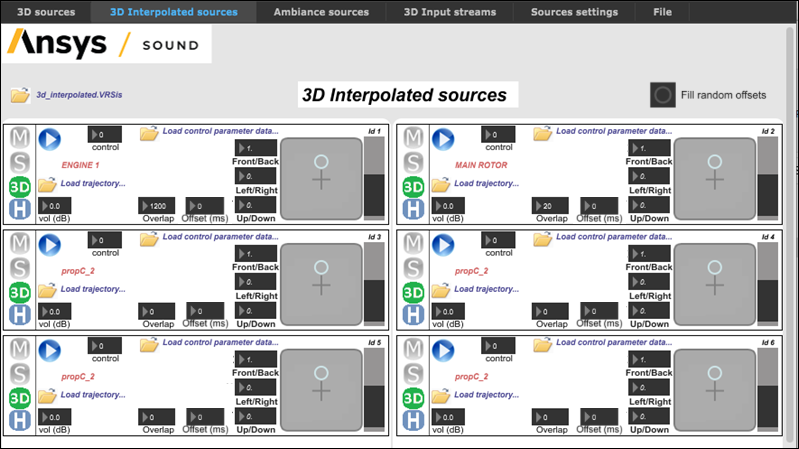 3D sources 3D Interpolated sources Ambiance sources 3D Input streams Sources settings File
Ansys / SOUND
3d_interpolated.VRSis 3D Interpolated sources Fill random offsets
M 0 Load control parameter data... Id 1
control 1.
S ENGINE 1 Front/Back
0.
3D Load trajectory... Left/Right
H 0.0 1200 0 0.
vol (dB) Overlap Offset (ms) Up/Down
M 0 Load control parameter data... Id 2
control 1.
S MAIN ROTOR Front/Back
0.
3D Load trajectory... Left/Right
H 0.0 20 0 0.
vol (dB) Overlap Offset (ms) Up/Down
M 0 Load control parameter data... Id 3
control 1.
S propC_2 Front/Back
0.
3D Load trajectory... Left/Right
H 0.0 0 0 0.
vol (dB) Overlap Offset (ms) Up/Down
M 0 Load control parameter data... Id 4
control 1.
S propC_2 Front/Back
0.
3D Load trajectory... Left/Right
H 0.0 0 0 0.
vol (dB) Overlap Offset (ms) Up/Down
M 0 Load control parameter data... Id 5
control 1.
S propC_2 Front/Back
0.
3D Load trajectory... Left/Right
H 0.0 0 0 0.
vol (dB) Overlap Offset (ms) Up/Down
M 0 Load control parameter data... Id 6
control 1.
S propC_2 Front/Back
0.
3D Load trajectory... Left/Right
H 0.0 0 0 0.
vol (dB) Overlap Offset (ms) Up/Down